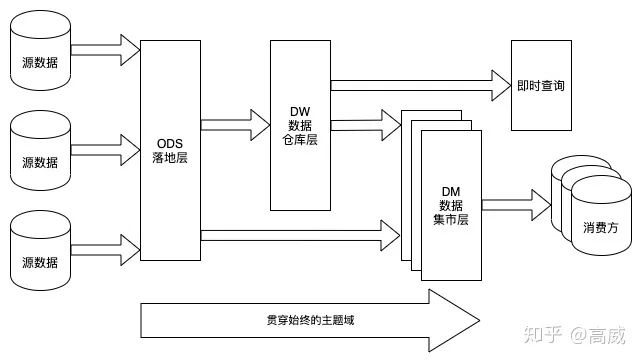 源数据
源数据
源数据
ODS
落地层
DW
数据
仓库层
即时查询
DM
数据
集市层
消费方
贯穿始终的主题域
知乎 @高威